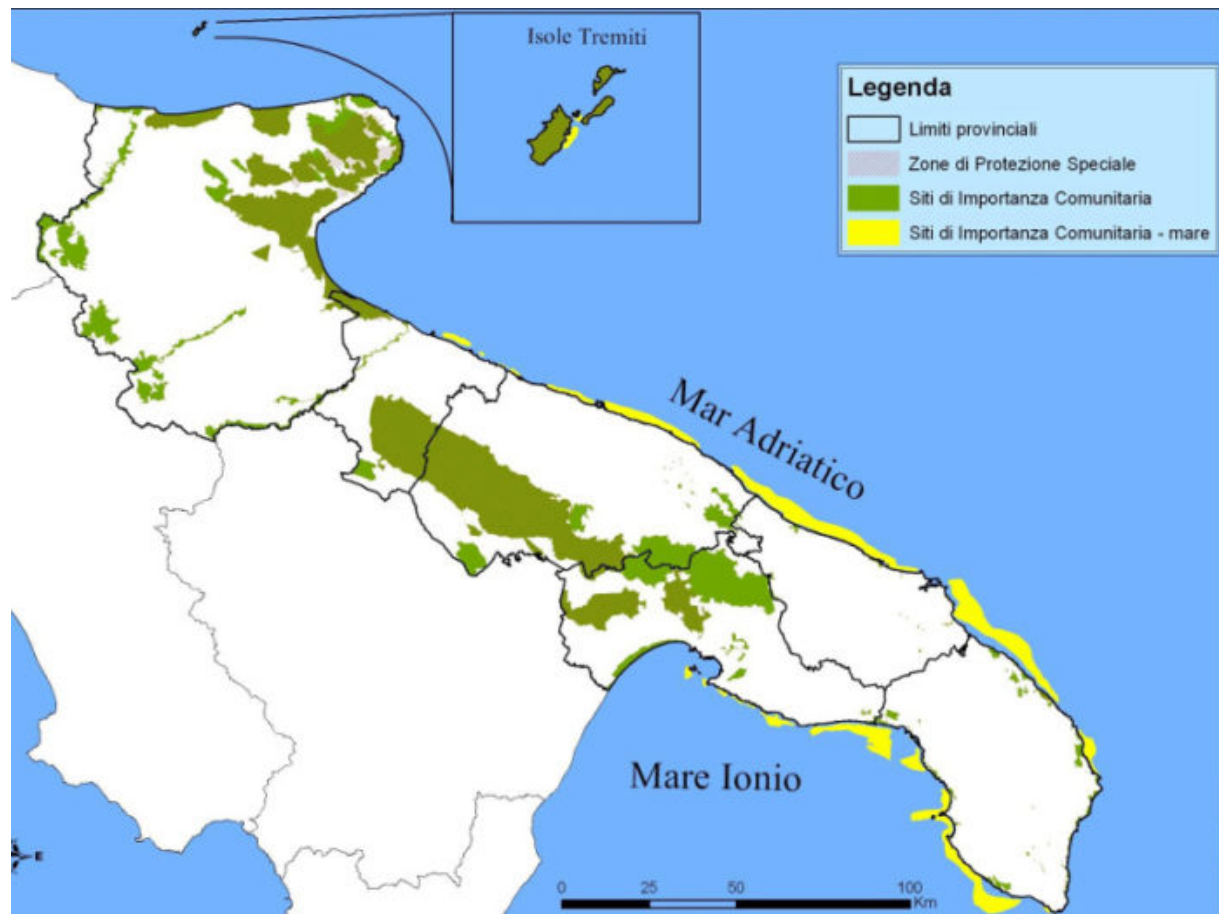 Isole Tremiti
Legenda
Limiti provinciali
Zone di Protezione Speciale
Siti di Importanza Comunitaria
Siti di Importanza Comunitaria - mare
Mar Adriatico
Mare Ionio
E
0 25 50 100
Km